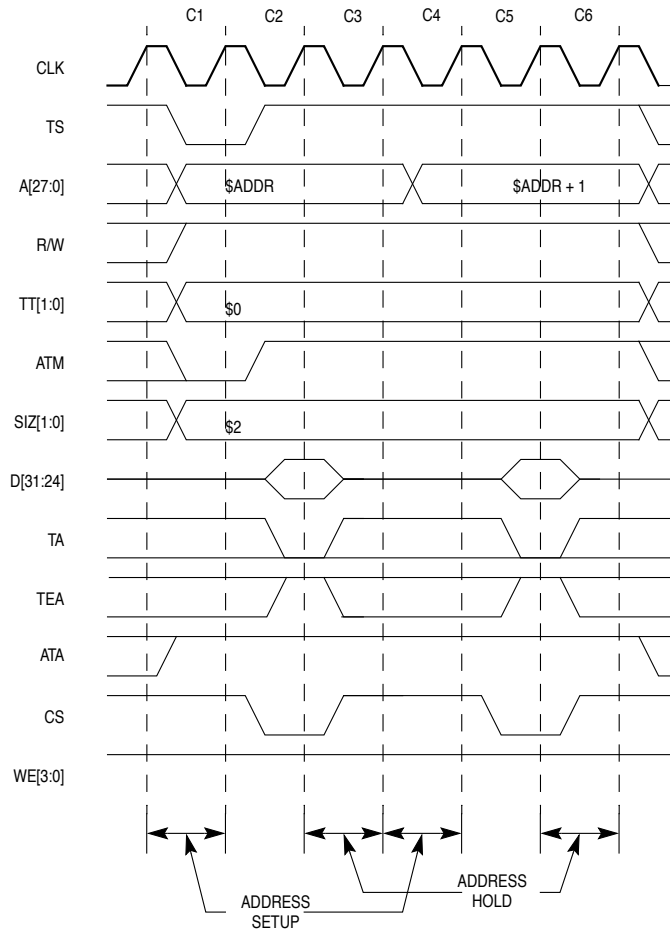 C1 C2 C3 C4 C5 C6
CLK
TS
A[27:0] $ADDR $ADDR + 1
R/W
TT[1:0] $0
ATM
SIZ[1:0] $2
D[31:24]
TA
TEA
ATA
CS
WE[3:0]
ADDRESS
SETUP
ADDRESS
HOLD